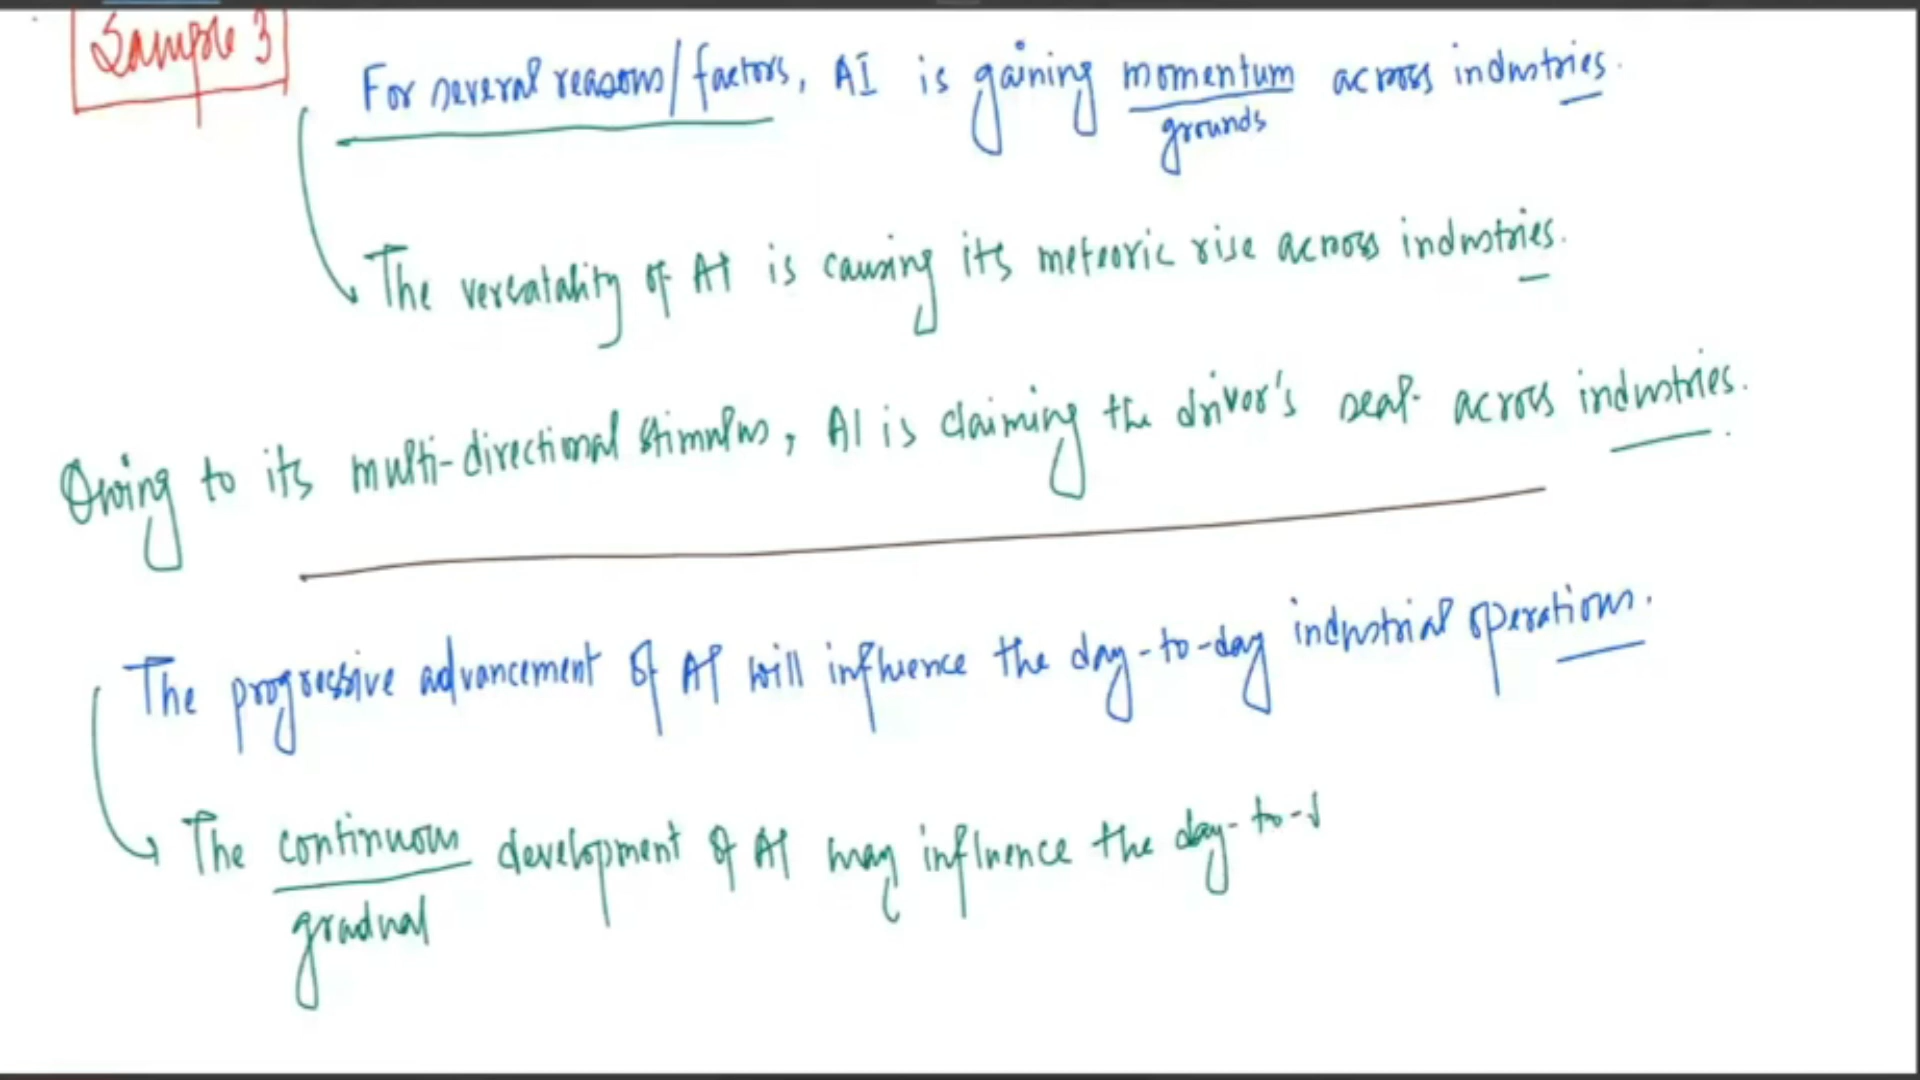 Sample 3
For several reasons/factors, AI is gaining momentum across industries.
grounds
The versatality of AI is causing its meteoric rise across industries.
Owing to its multi-directional stimulus, AI is claiming the driver's seat across industries.
The progressive advancement of AI will influence the day-to-day industrial operations.
The continuous development of AI may influence the day-to-d
gradual